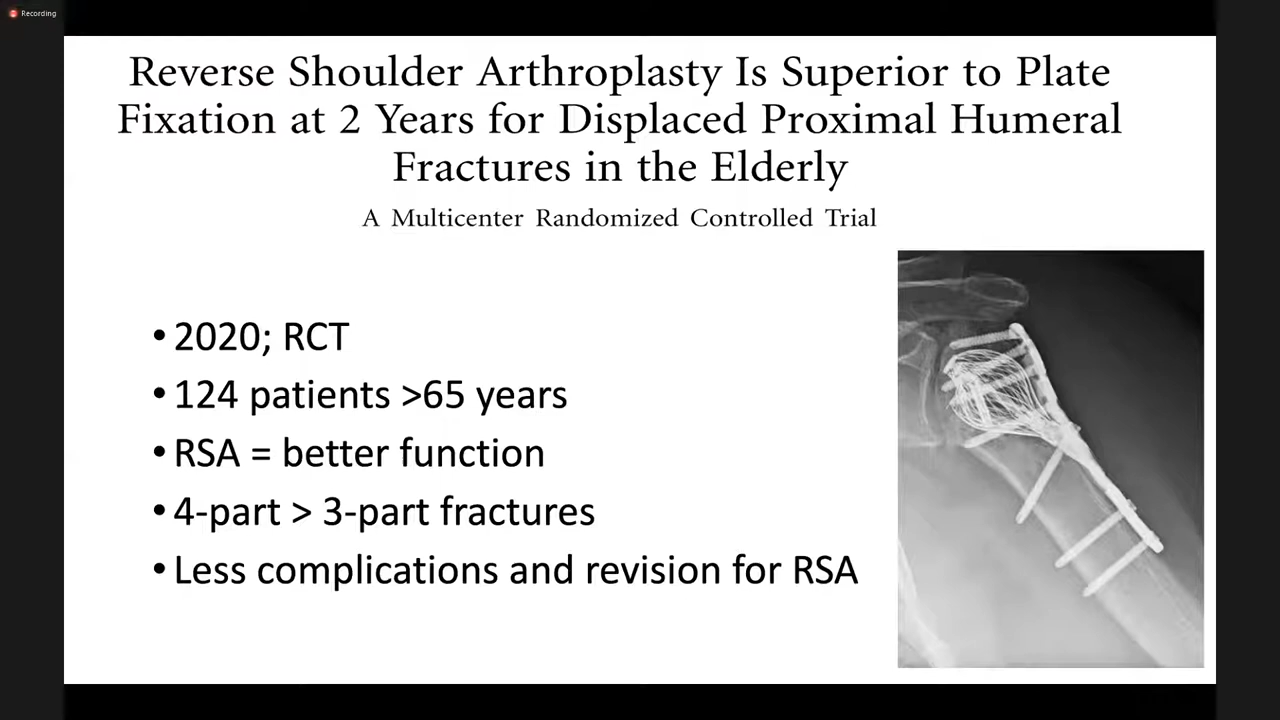 Recording
Reverse Shoulder Arthroplasty Is Superior to Plate
Fixation at 2 Years for Displaced Proximal Humeral
Fractures in the Elderly
A Multicenter Randomized Controlled Trial
• 2020; RCT
• 124 patients >65 years
• RSA = better function
• 4-part > 3-part fractures
• Less complications and revision for RSA